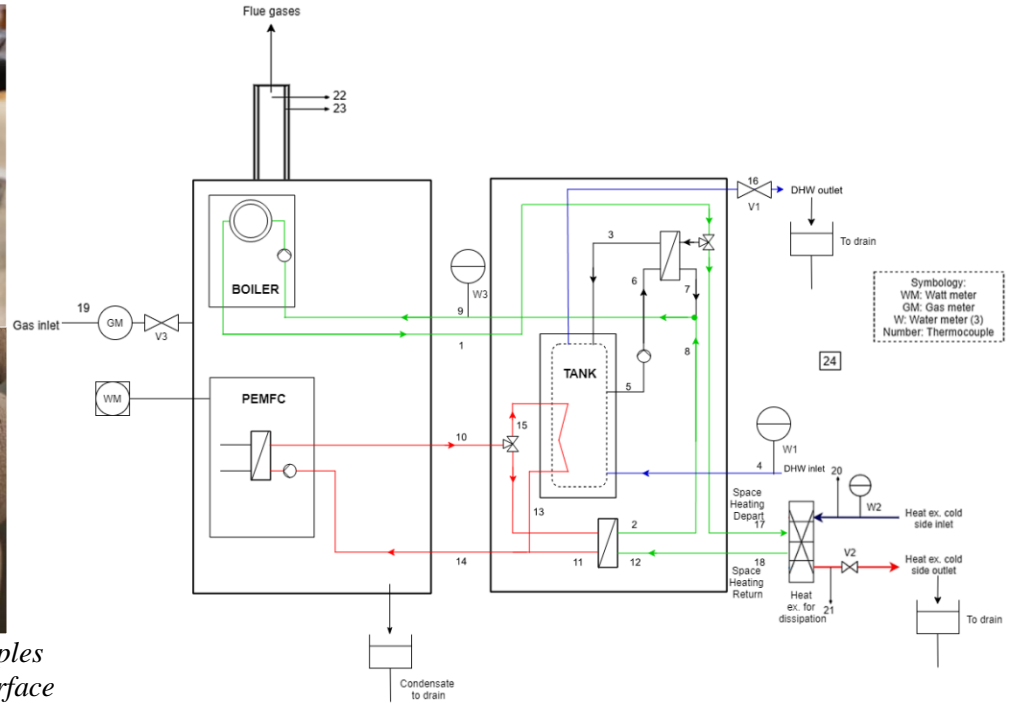 Flue gases
22
23
16
DHW outlet
V1
To drain
3
6
7
BOILER
W3
Symbology:
WM: Watt meter
GM: Gas meter
W: Water meter (3)
Number: Thermocouple
19
Gas inlet
GM
V3
9
1
8
24
TANK
5
WM
PEMFC
15
10
W1
4
DHW inlet
20
13
Space
Heating
Depart
W2
Heat ex. cold
side inlet
2
17
14
11
12
18
V2
Heat ex. cold
side outlet
Space
Heating
Return
Heat
ex. for
dissipation
21
To drain
Condensate
to drain
ples
rface